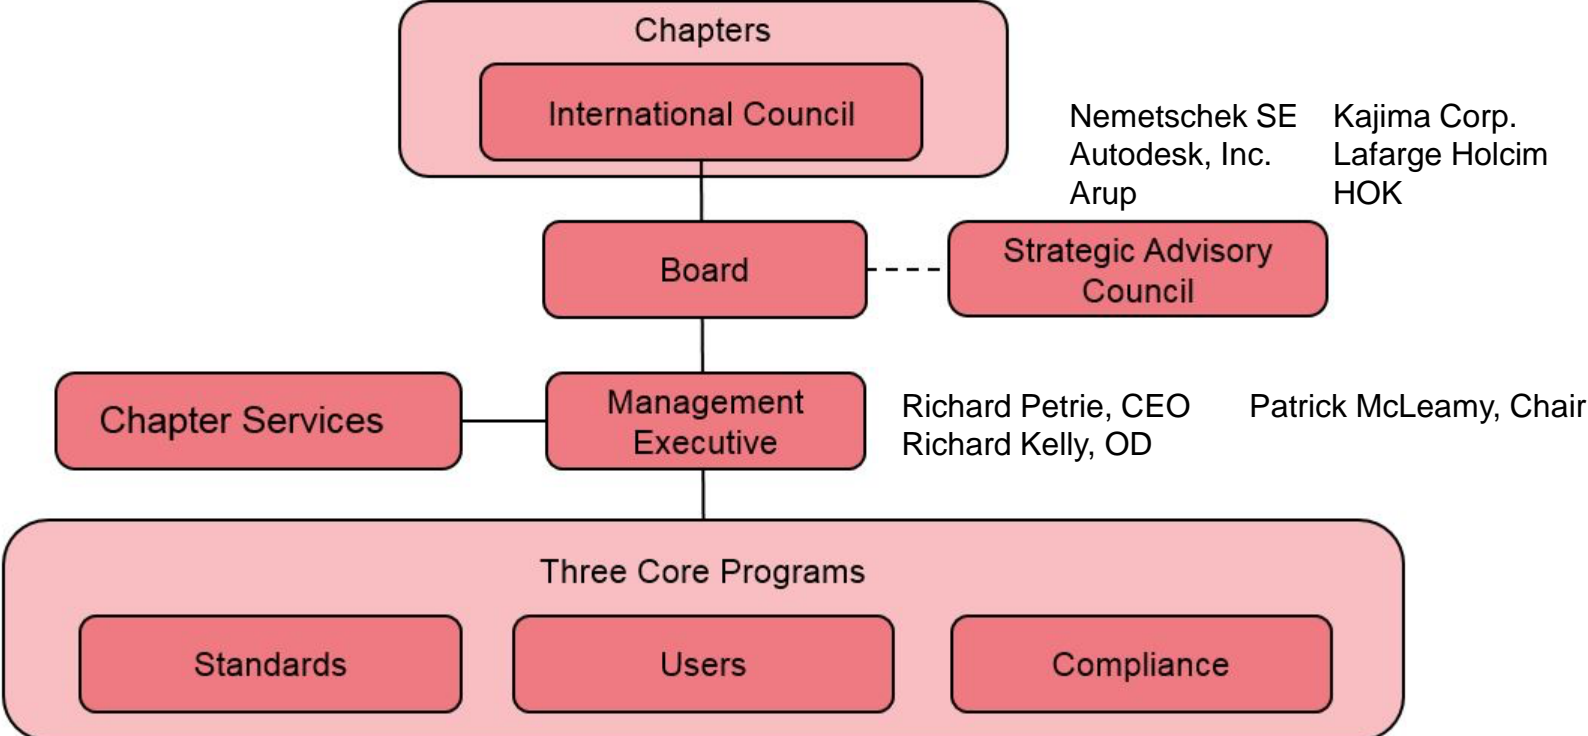 Chapters
International Council
Nemetschek SE Kajima Corp.
Autodesk, Inc. Lafarge Holcim
Arup HOK
Board
Strategic Advisory
Council
Chapter Services
Management
Executive
Richard Petrie, CEO Patrick McLeamy, Chair
Richard Kelly, OD
Three Core Programs
Standards
Users
Compliance